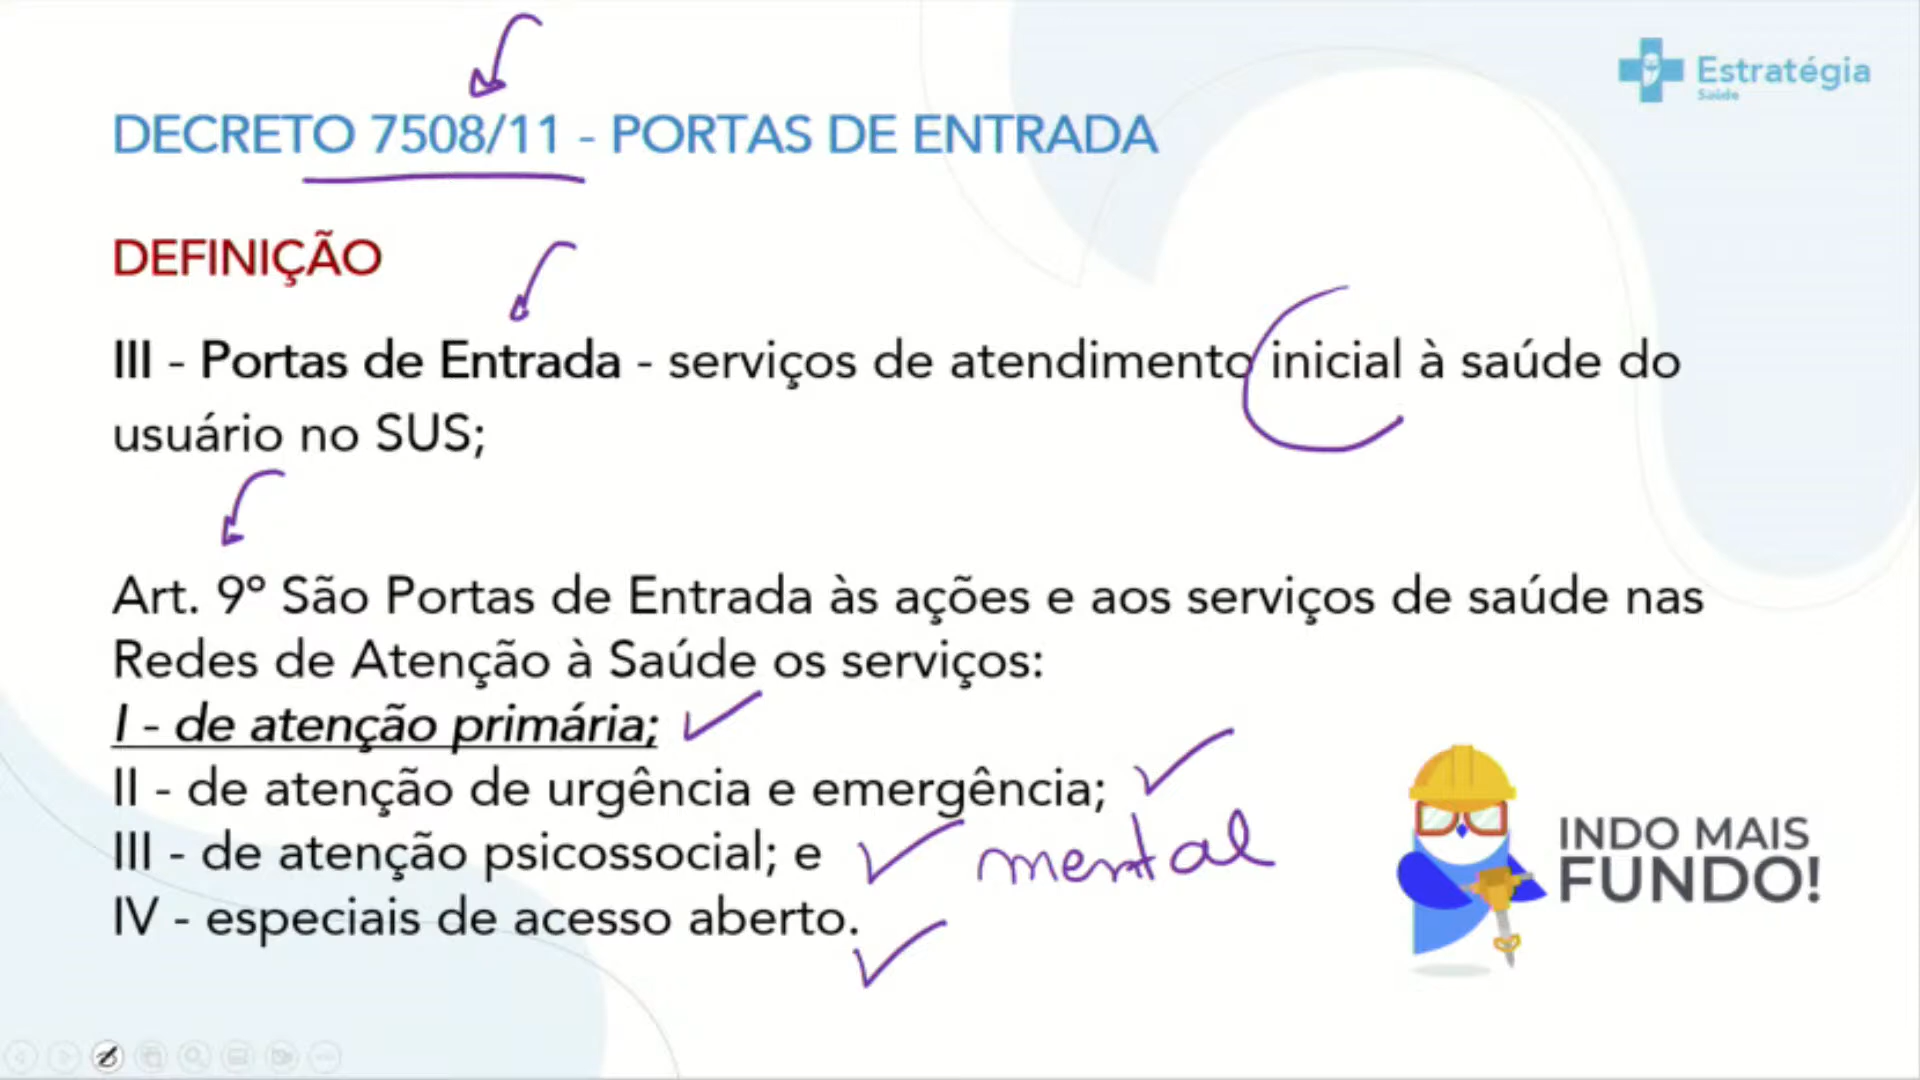 Estratégia
Saúde
DECRETO 7508/11 - PORTAS DE ENTRADA
DEFINIÇÃO
III - Portas de Entrada - serviços de atendimento inicial à saúde do
usuário no SUS;
Art. 9º São Portas de Entrada às ações e aos serviços de saúde nas
Redes de Atenção à Saúde os serviços:
I - de atenção primária;
II - de atenção de urgência e emergência;
III - de atenção psicossocial; e mental
IV - especiais de acesso aberto.
INDO MAIS
FUNDO!